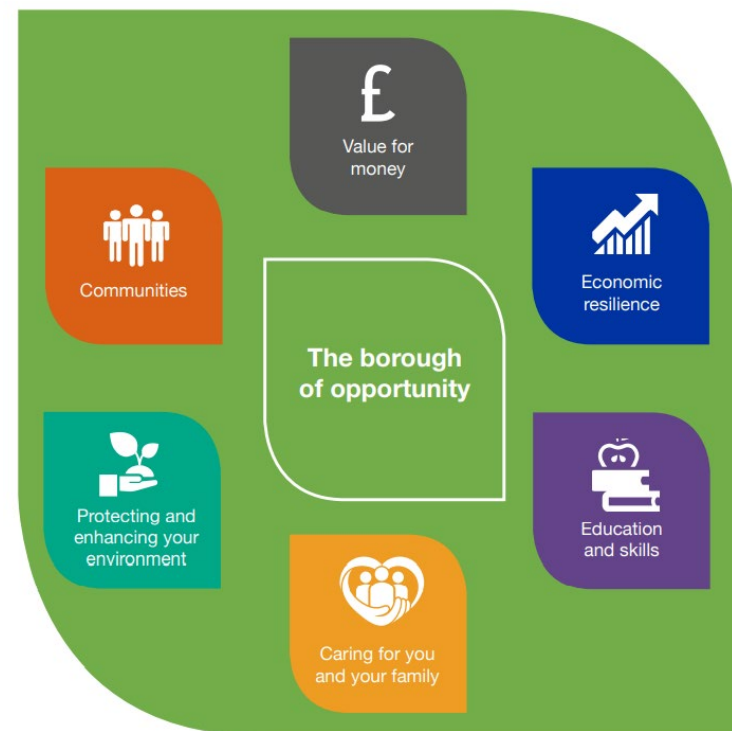 £
Value for
money
Communities
Economic
resilience
The borough
of opportunity
Protecting and
enhancing your
environment
Education
and skills
Caring for you
and your family